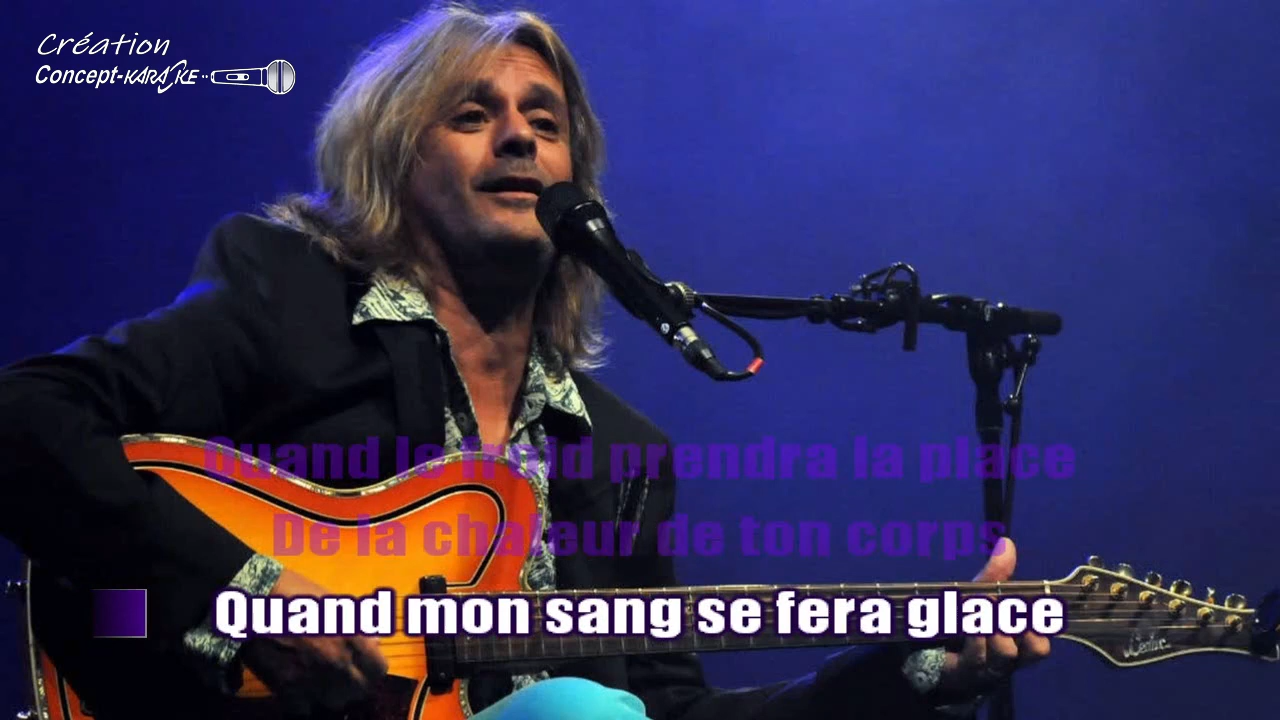 Création
Concept-KARAOKE
Quand le froid prendra la place
De la chaleur de ton corps
Quand mon sang se fera glace